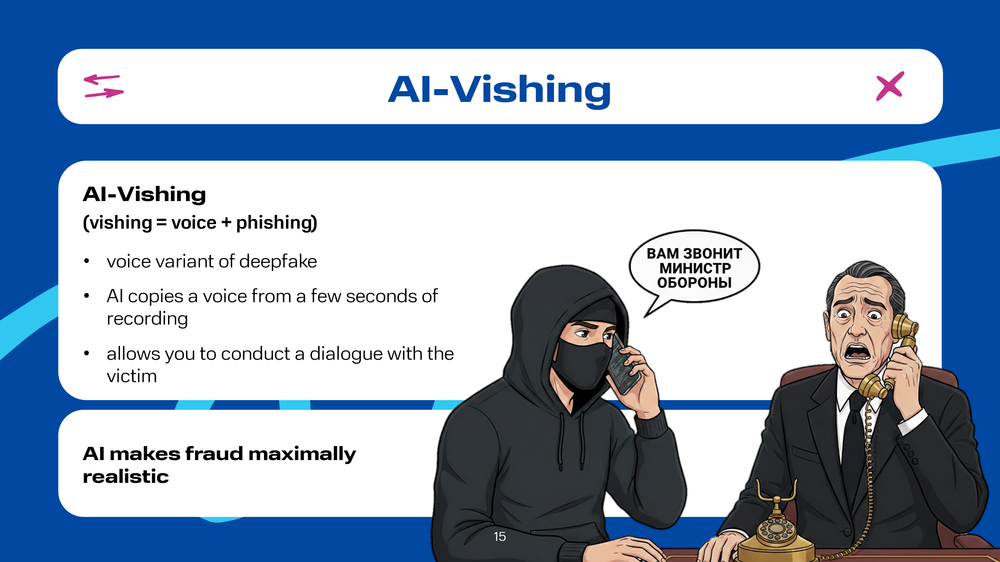 AI-Vishing
AI-Vishing
(vishing = voice + phishing)
• voice variant of deepfake
• AI copies a voice from a few seconds of
recording
• allows you to conduct a dialogue with the
victim
ВАМ ЗВОНИТ
МИНИСТР
ОБОРОНЫ
AI makes fraud maximally
realistic
15